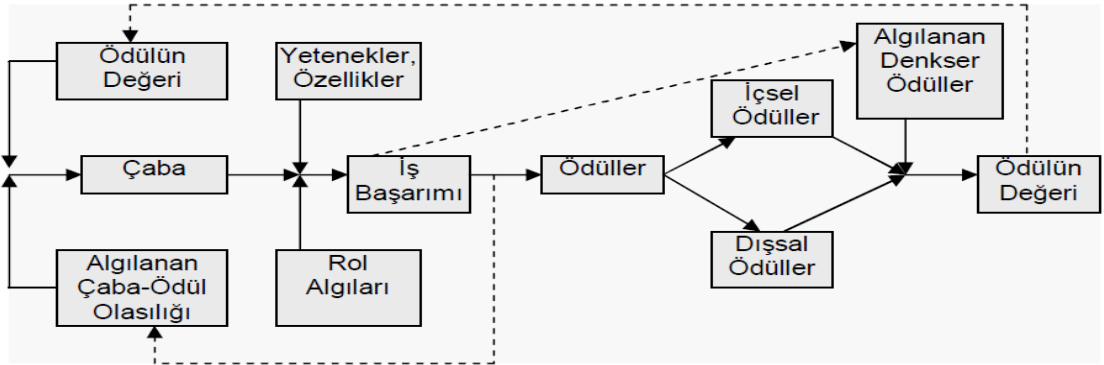 Ödülün
Değeri
Yetenekler,
Özellikler
Algılanan
Denkser
Ödüller
İçsel
Ödüller
Çaba
İş
Başarımı
Ödüller
Ödülün
Değeri
Algılanan
Çaba-Ödül
Olasılığı
Rol
Algıları
Dışsal
Ödüller